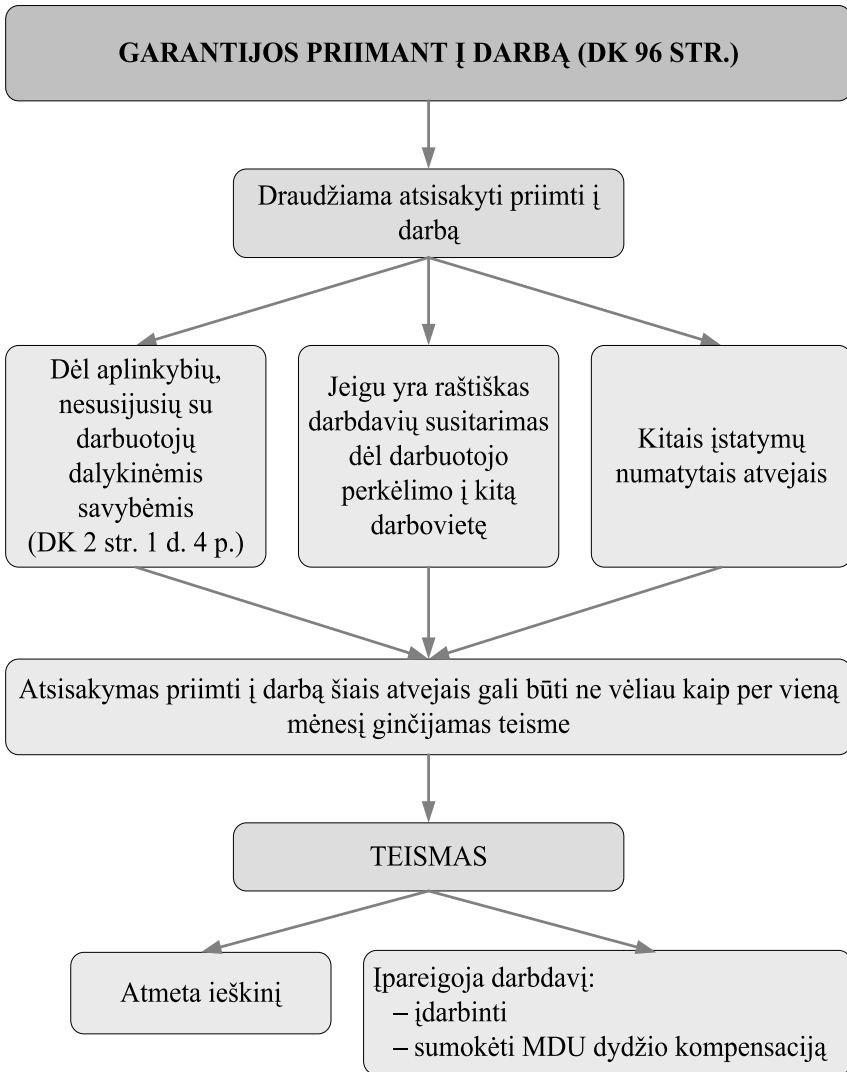 GARANTIJOS PRIIMANT Į DARBĄ (DK 96 STR.)
Draudžiama atsisakyti priimti į
darbą
Dėl aplinkybių,
nesusijusių su
darbuotojų
dalykinėmis
savybėmis
(DK 2 str. 1 d. 4 p.)
Jeigu yra raštiškas
darbdavių susitarimas
dėl darbuotojo
perkėlimo į kitą
darbovietę
Kitais įstatymų
numatytais atvejais
Atsisakymas priimti į darbą šiais atvejais gali būti ne vėliau kaip per vieną
mėnesį ginčijamas teisme
TEISMAS
Atmeta ieškinį
Įpareigoja darbdavį:
– įdarbinti
– sumokėti MDU dydžio kompensaciją